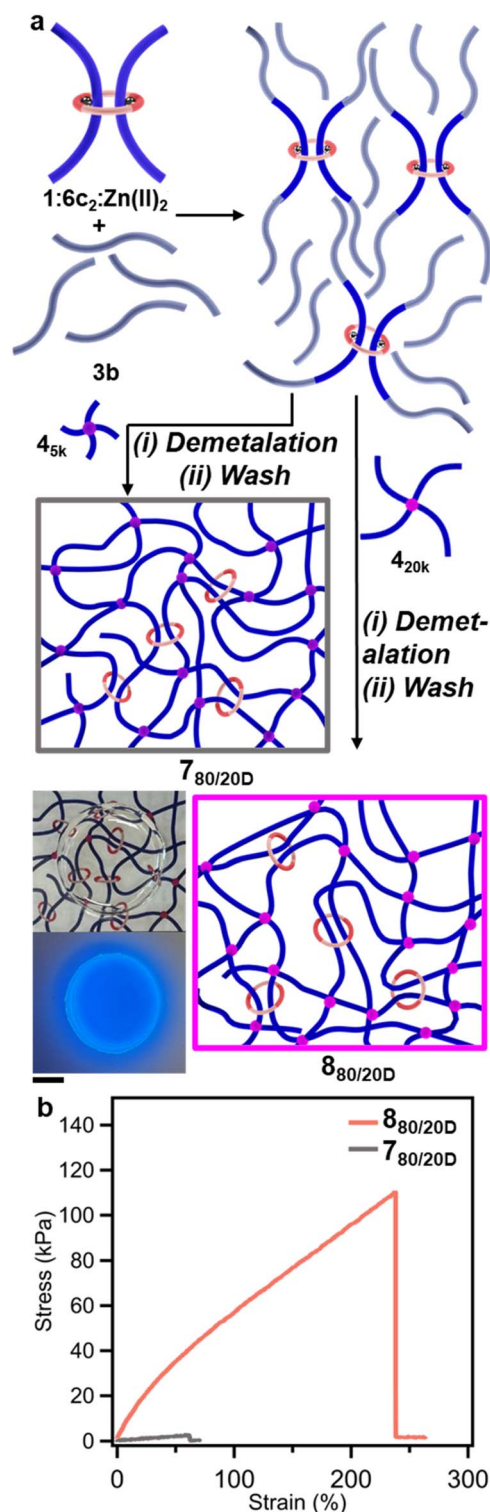 a
1:6c₂:Zn(II)₂
+
3b
4₅ₖ
(i) Demetalation
(ii) Wash
4₂₀ₖ
(i) Demet-
alation
(ii) Wash
7₈₀/₂₀D
8₈₀/₂₀D
b
8₈₀/₂₀D
7₈₀/₂₀D
140
120
100
80
60
40
20
0
Stress (kPa)
0 100 200 300
Strain (%)